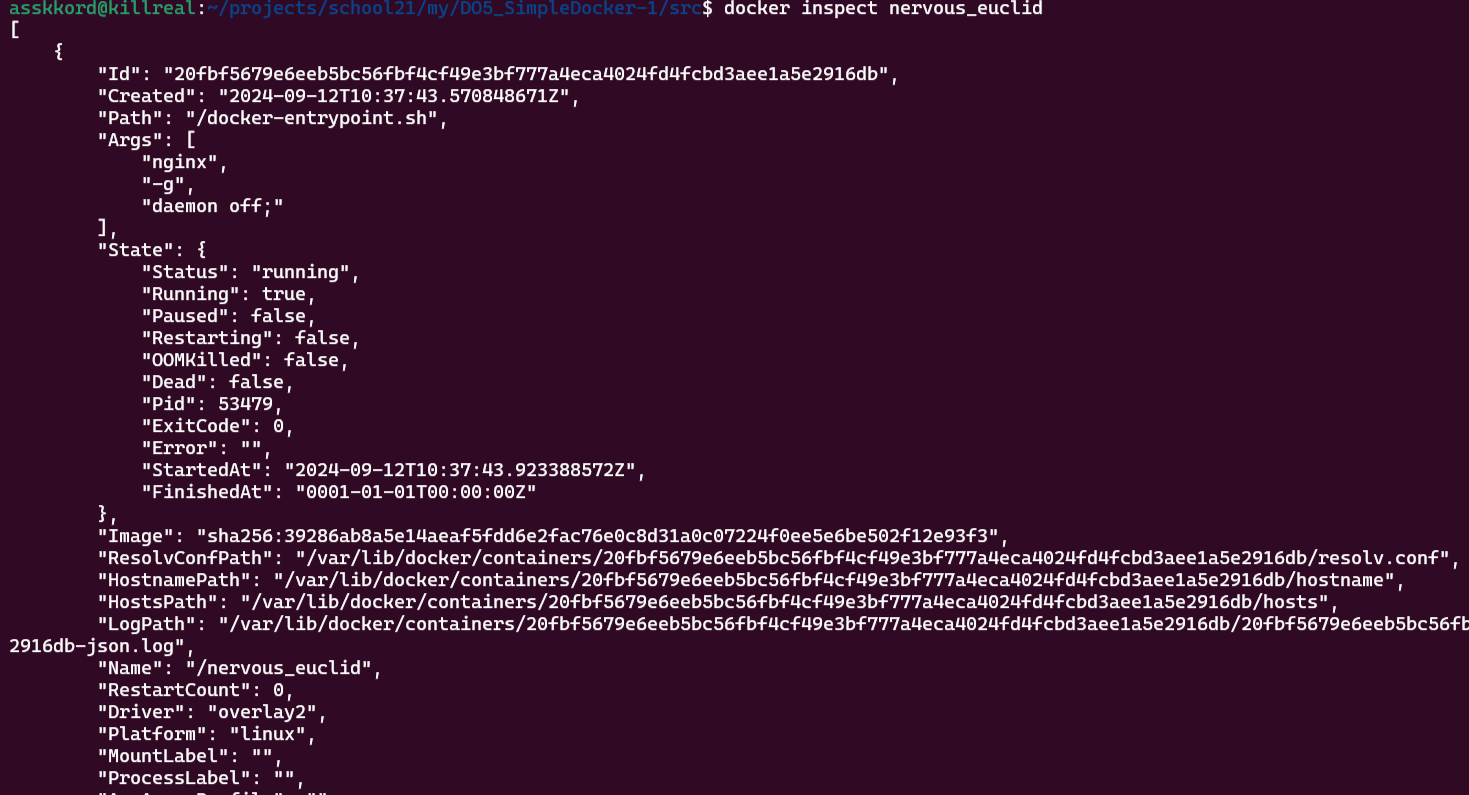 asskkord@killreal:~/projects/school21/my/DO5_SimpleDocker-1/src$ docker inspect nervous_euclid
[
    {
        "Id": "20fbf5679e6eeb5bc56fbf4cf49e3bf777a4eca4024fd4fcbd3aee1a5e2916db",
        "Created": "2024-09-12T10:37:43.570848671Z",
        "Path": "/docker-entrypoint.sh",
        "Args": [
            "nginx",
            "-g",
            "daemon off;"
        ],
        "State": {
            "Status": "running",
            "Running": true,
            "Paused": false,
            "Restarting": false,
            "OOMKilled": false,
            "Dead": false,
            "Pid": 53479,
            "ExitCode": 0,
            "Error": "",
            "StartedAt": "2024-09-12T10:37:43.923388572Z",
            "FinishedAt": "0001-01-01T00:00:00Z"
        },
        "Image": "sha256:39286ab8a5e14aeaf5fdd6e2fac76e0c8d31a0c07224f0ee5e6be502f12e93f3",
        "ResolvConfPath": "/var/lib/docker/containers/20fbf5679e6eeb5bc56fbf4cf49e3bf777a4eca4024fd4fcbd3aee1a5e2916db/resolv.conf",
        "HostnamePath": "/var/lib/docker/containers/20fbf5679e6eeb5bc56fbf4cf49e3bf777a4eca4024fd4fcbd3aee1a5e2916db/hostname",
        "HostsPath": "/var/lib/docker/containers/20fbf5679e6eeb5bc56fbf4cf49e3bf777a4eca4024fd4fcbd3aee1a5e2916db/hosts",
        "LogPath": "/var/lib/docker/containers/20fbf5679e6eeb5bc56fbf4cf49e3bf777a4eca4024fd4fcbd3aee1a5e2916db/20fbf5679e6eeb5bc56fb
2916db-json.log",
        "Name": "/nervous_euclid",
        "RestartCount": 0,
        "Driver": "overlay2",
        "Platform": "linux",
        "MountLabel": "",
        "ProcessLabel": "",